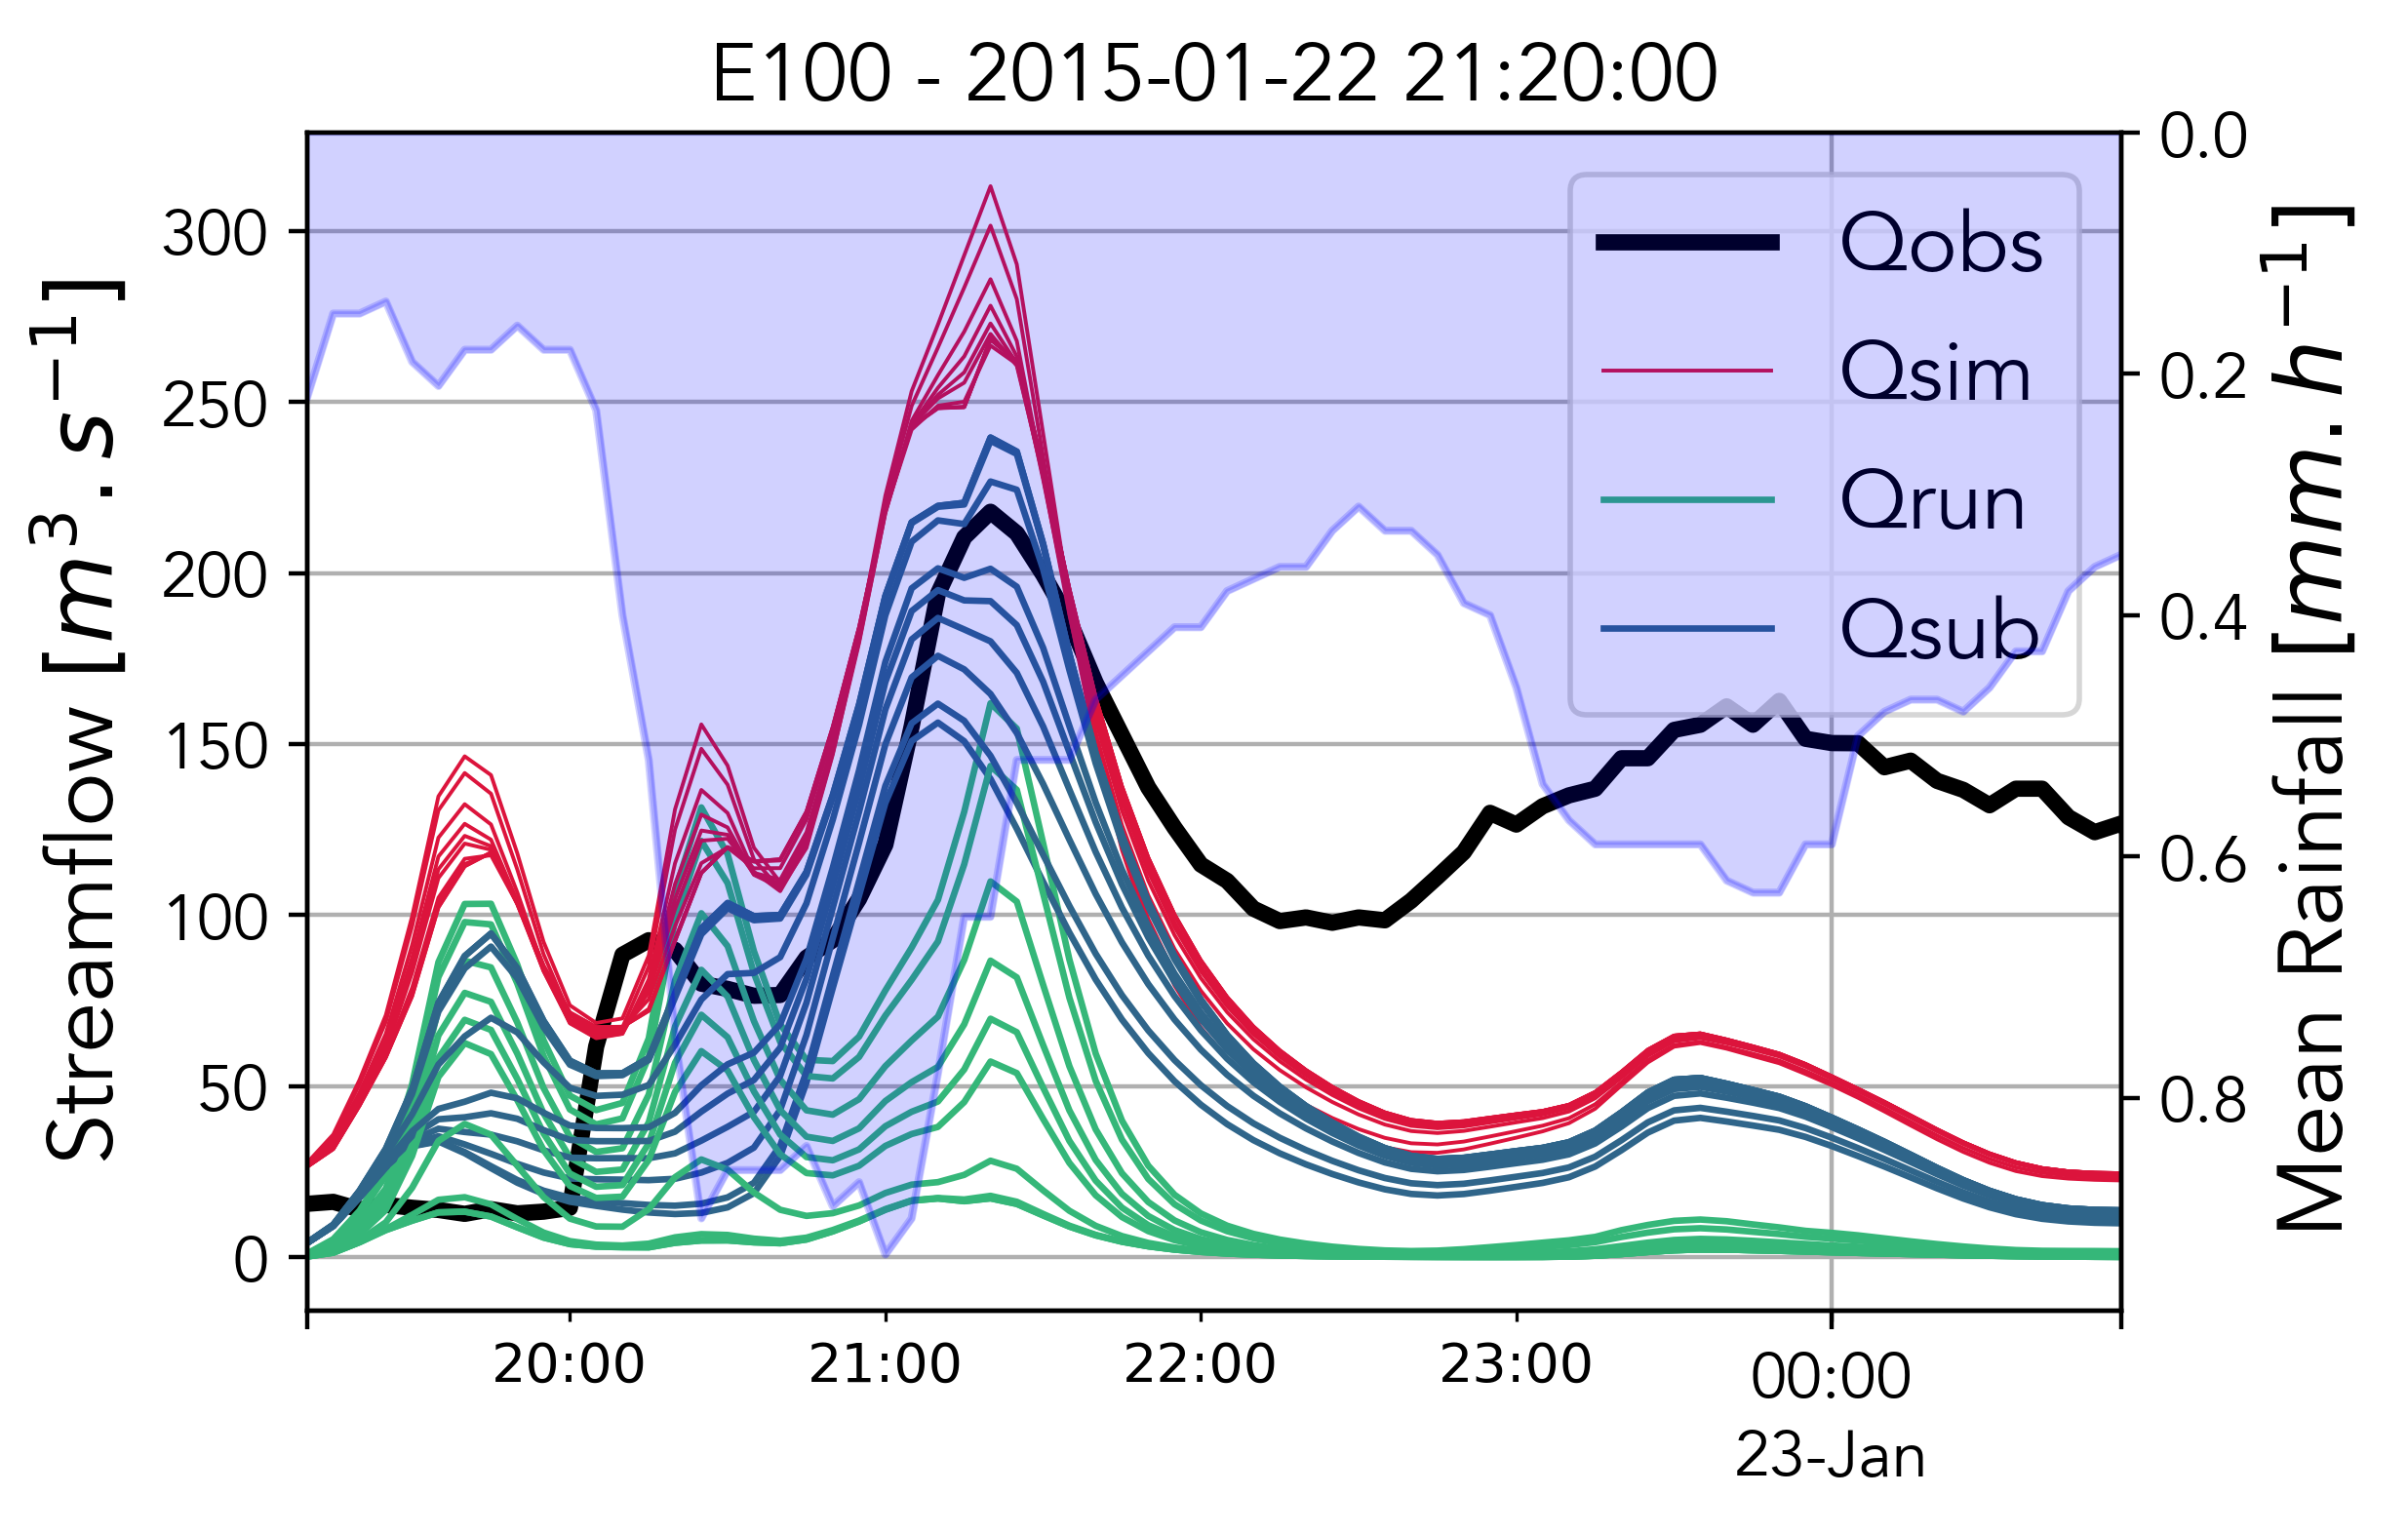 E100 - 2015-01-22 21:20:00
Streamflow [m³.s⁻¹]
300
250
200
150
100
50
0
Qobs
Qsim
Qrun
Qsub
0.0
0.2
0.4
0.6
0.8
Mean Rainfall [mm.h⁻¹]
20:00 21:00 22:00 23:00 00:00
23-Jan